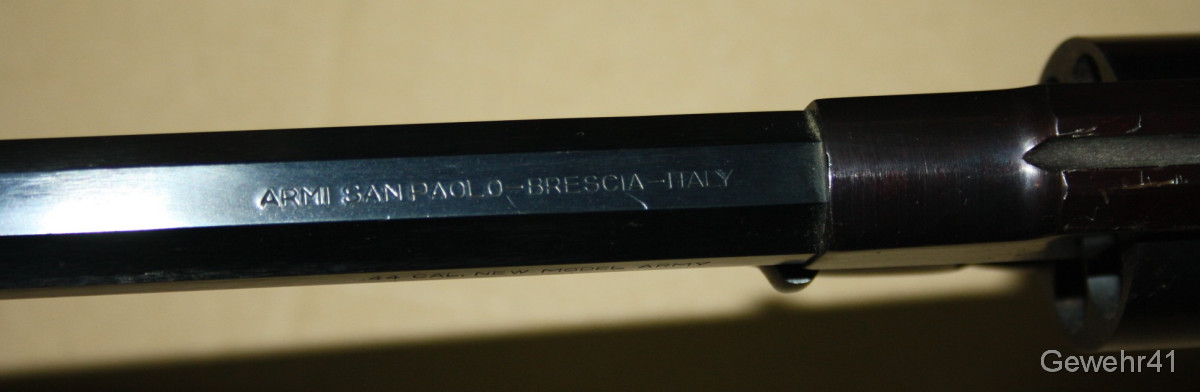 ARMI SAN PAOLO-BRESCIA-ITALY
.44 CAL. NEW MODEL ARMY
Gewehr41